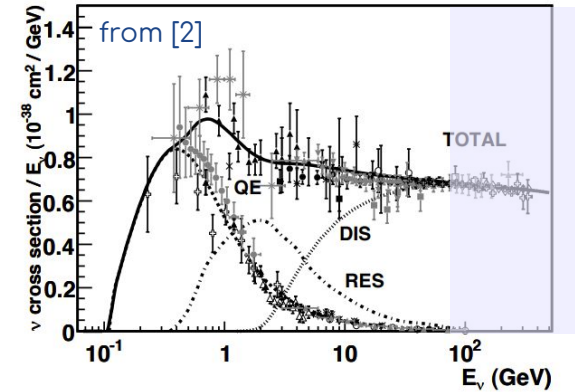 from [2]
ν cross section / Eν (10⁻³⁸ cm² / GeV)
1.4
1.2
1
0.8
0.6
0.4
0.2
0
TOTAL
QE
DIS
RES
10⁻¹
1
10
10²
Eν (GeV)